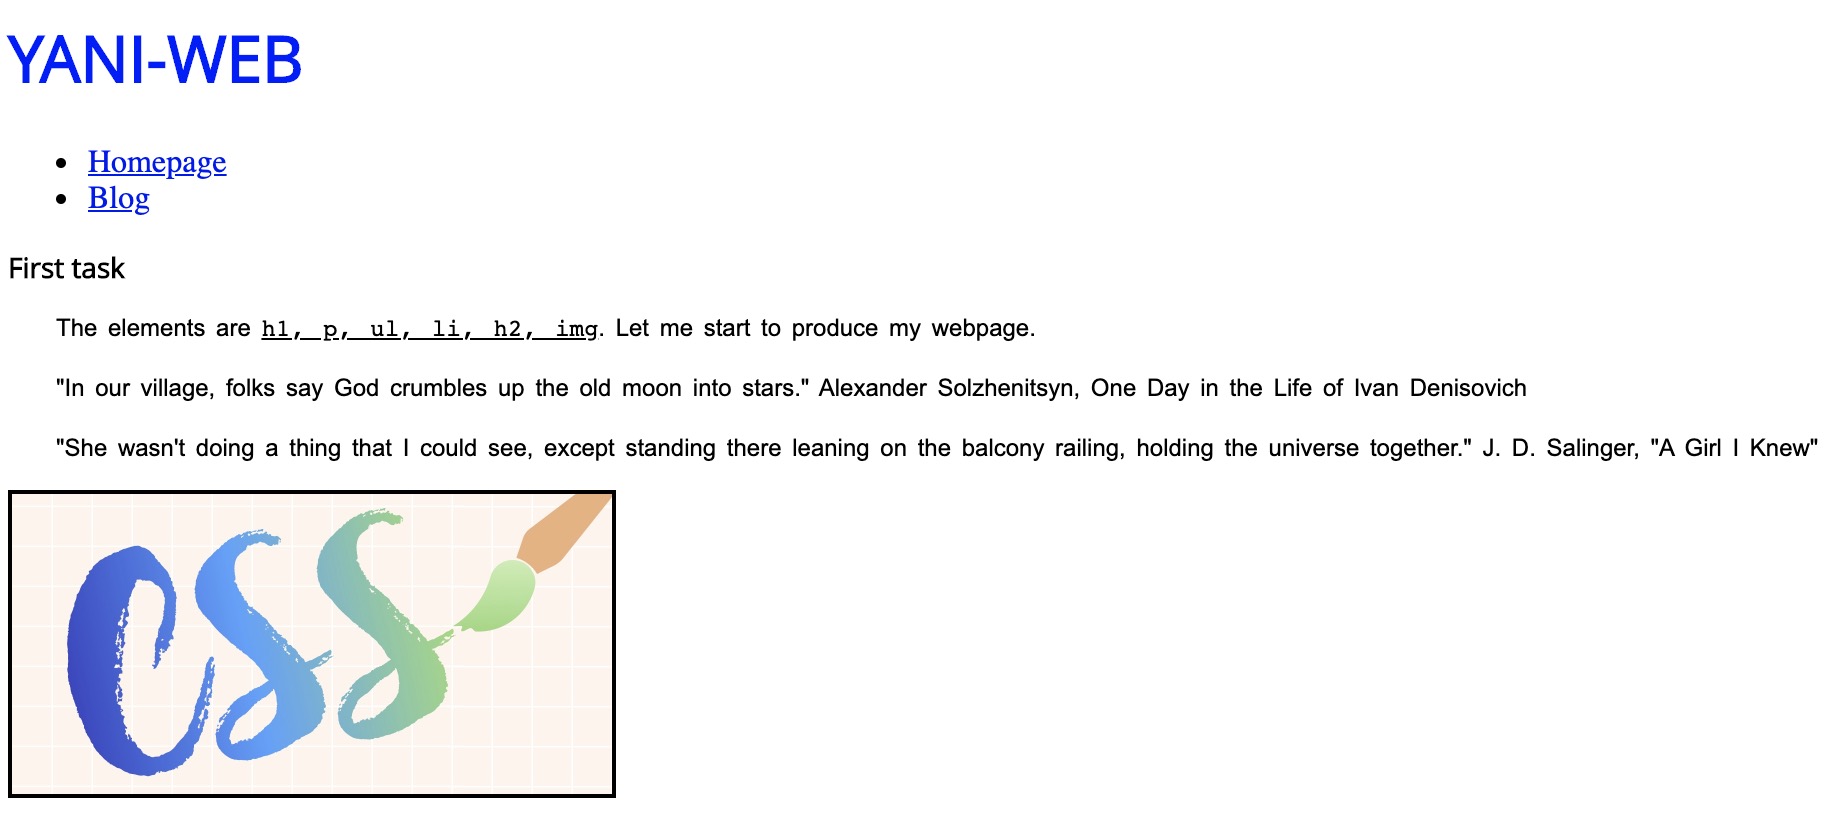 YANI-WEB
Homepage
Blog
First task
The elements are h1, p, ul, li, h2, img. Let me start to produce my webpage.
"In our village, folks say God crumbles up the old moon into stars." Alexander Solzhenitsyn, One Day in the Life of Ivan Denisovich
"She wasn't doing a thing that I could see, except standing there leaning on the balcony railing, holding the universe together." J. D. Salinger, "A Girl I Knew"
CSS